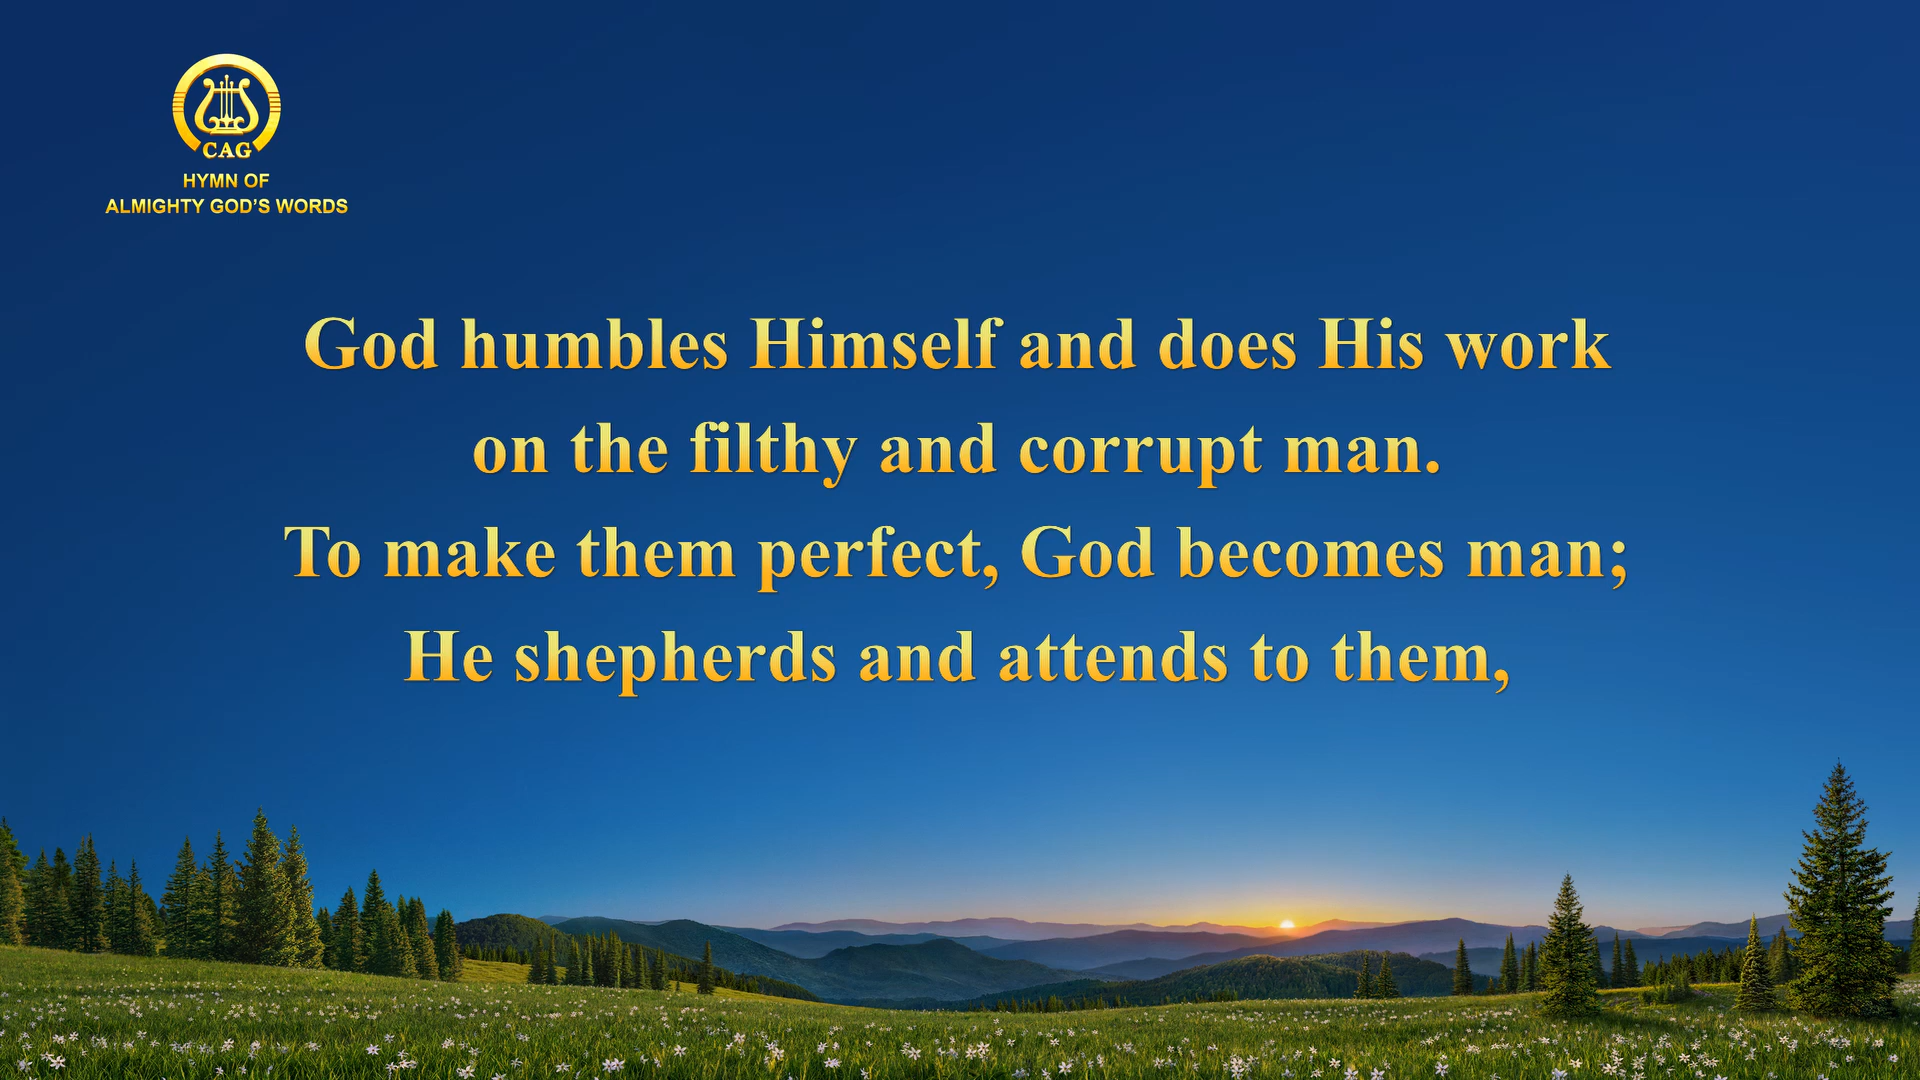 CAG
HYMN OF
ALMIGHTY GOD’S WORDS
God humbles Himself and does His work
on the filthy and corrupt man.
To make them perfect, God becomes man;
He shepherds and attends to them,